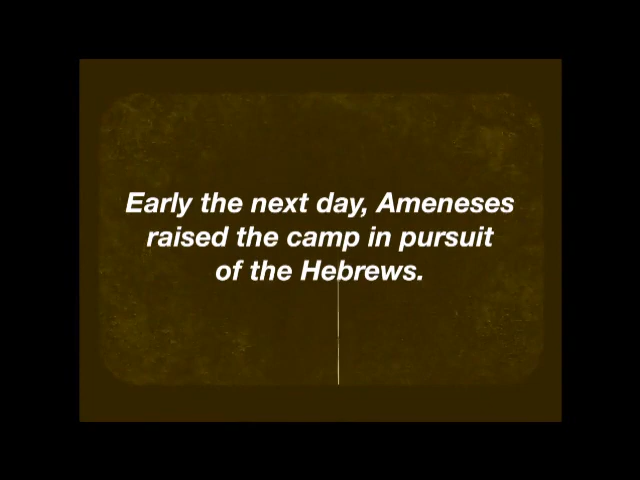 Early the next day, Ameneses
raised the camp in pursuit
of the Hebrews.